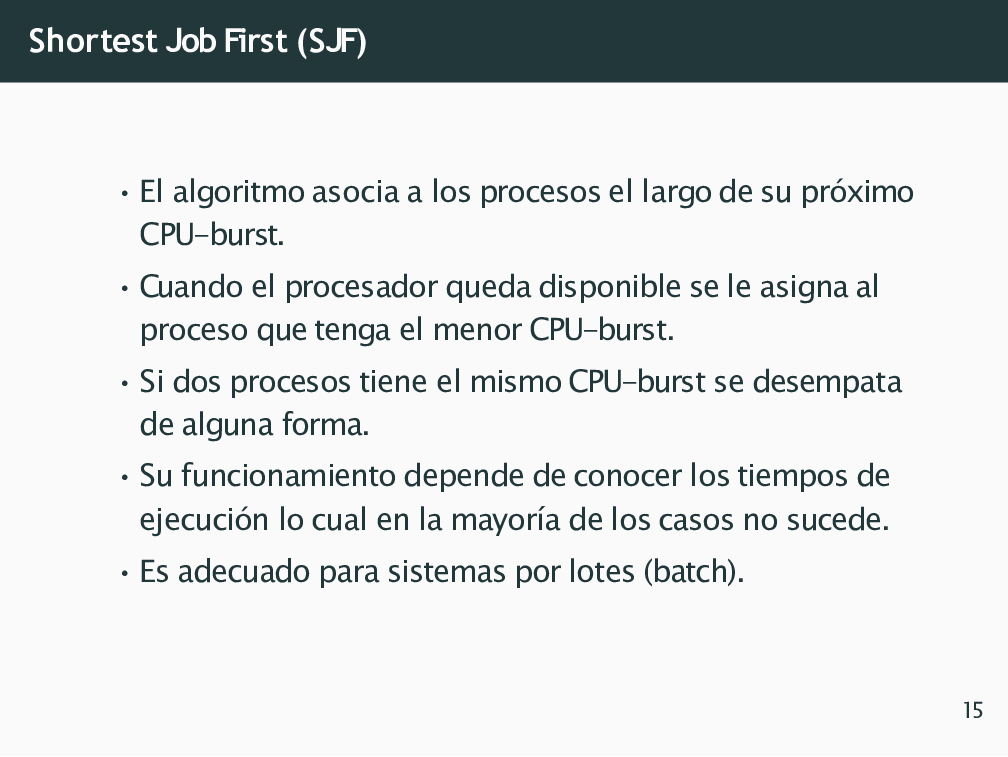 Shortest Job First (SJF)
• El algoritmo asocia a los procesos el largo de su próximo
CPU–burst.
• Cuando el procesador queda disponible se le asigna al
proceso que tenga el menor CPU–burst.
• Si dos procesos tiene el mismo CPU–burst se desempata
de alguna forma.
• Su funcionamiento depende de conocer los tiempos de
ejecución lo cual en la mayoría de los casos no sucede.
• Es adecuado para sistemas por lotes (batch).
15